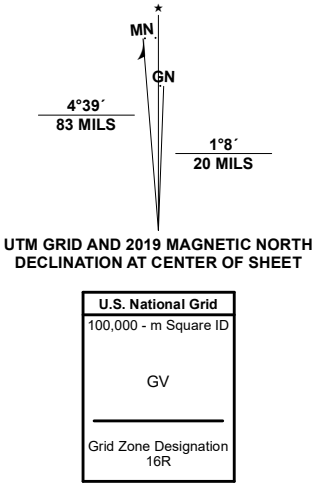 ★
MN
GN
4°39´
83 MILS
1°8´
20 MILS
UTM GRID AND 2019 MAGNETIC NORTH
DECLINATION AT CENTER OF SHEET
U.S. National Grid
100,000 - m Square ID
GV
Grid Zone Designation
16R